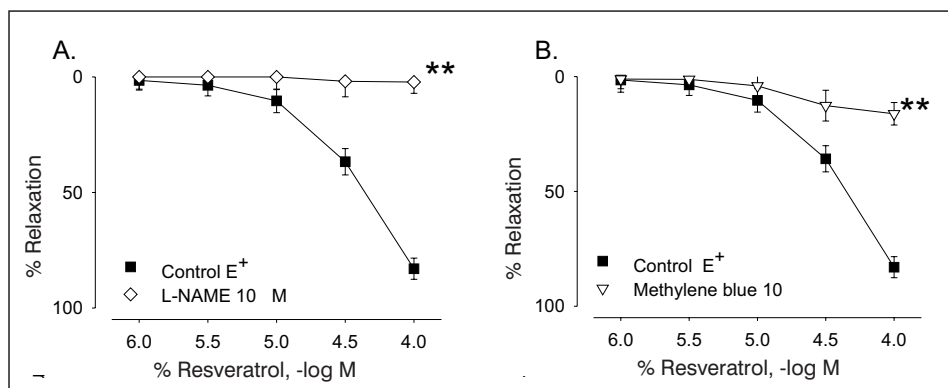 A.
**
0
50
100
% Relaxation
Control E+
L-NAME 10 M
6.0 5.5 5.0 4.5 4.0
% Resveratrol, -log M
B.
**
0
50
100
% Relaxation
Control E+
Methylene blue 10
6.0 5.5 5.0 4.5 4.0
% Resveratrol, -log M